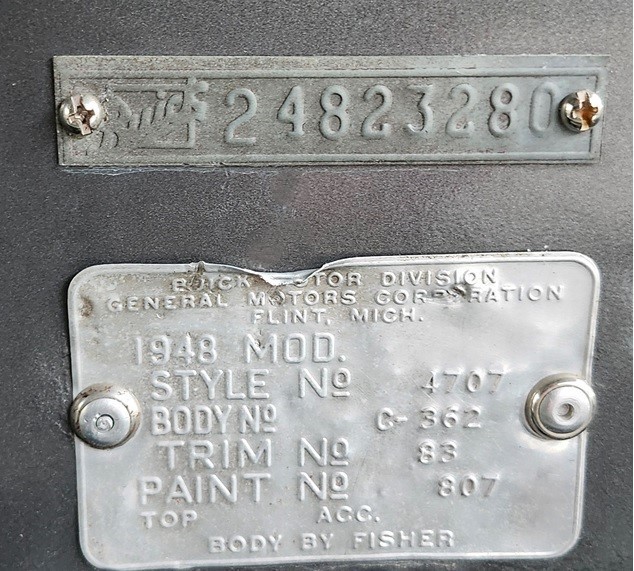 Buick 8 24823280
BUICK MOTOR DIVISION
GENERAL MOTORS CORPORATION
FLINT, MICH.
1948 MOD.
STYLE Nº 4707
BODY Nº C-362
TRIM Nº 83
PAINT Nº 807
TOP ACC.
BODY BY FISHER